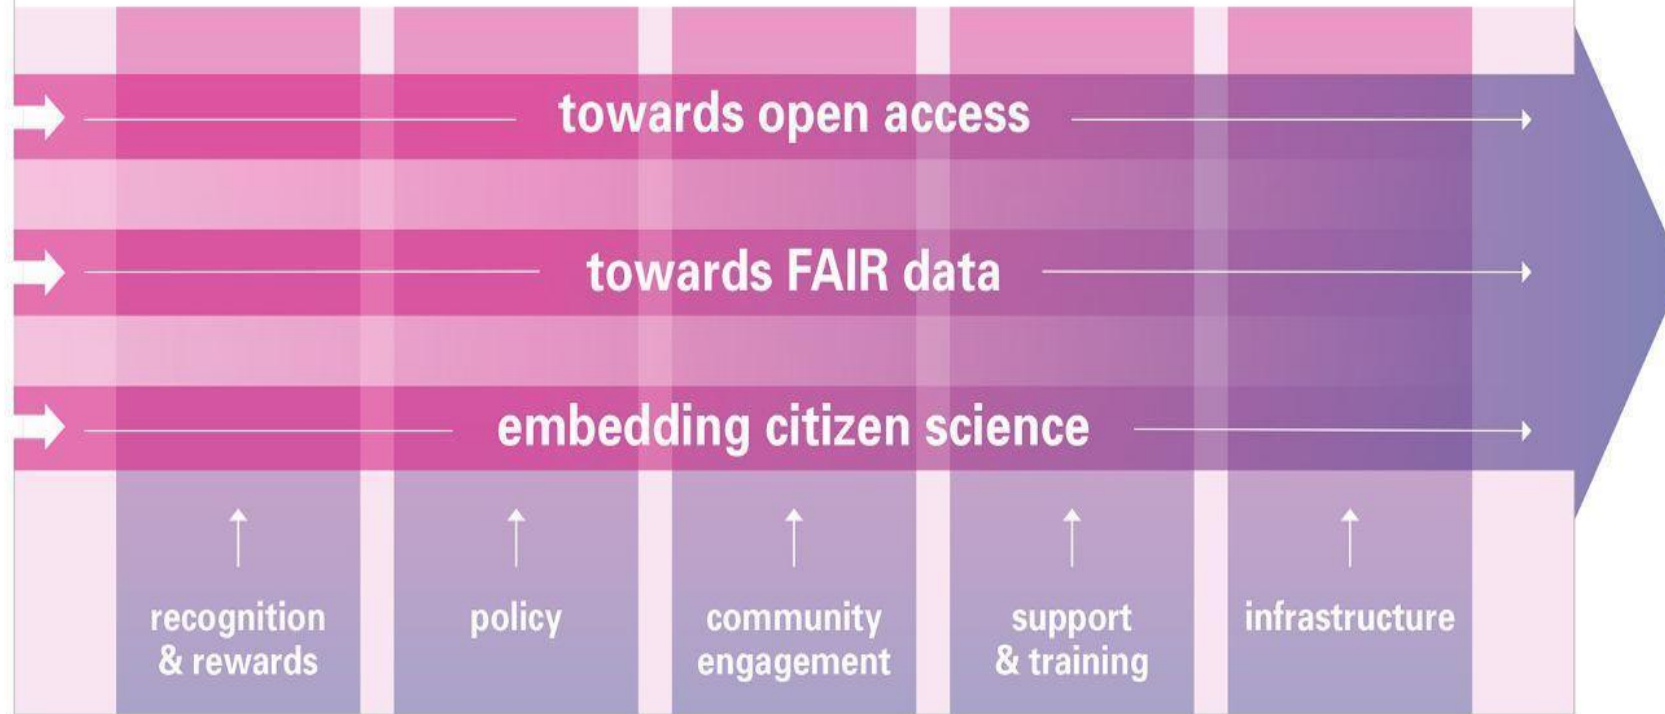 towards open access
towards FAIR data
embedding citizen science
recognition
& rewards
policy
community
engagement
support
& training
infrastructure